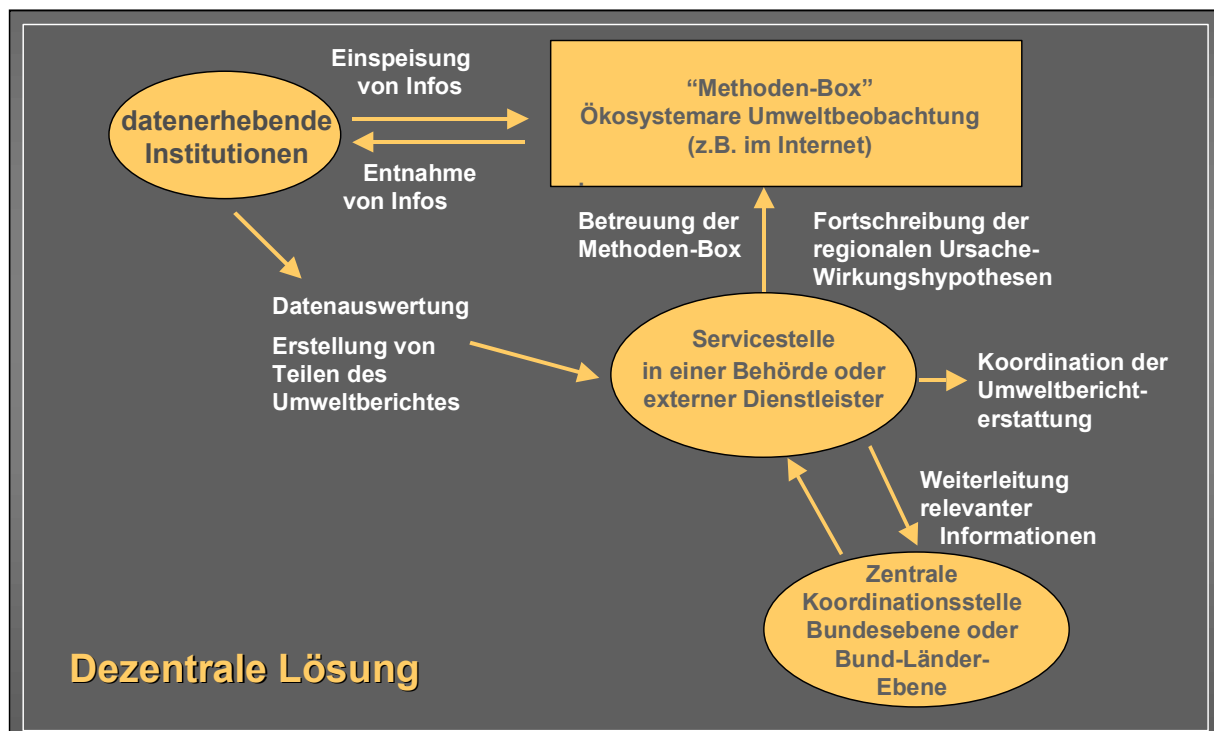 Einspeisung
von Infos
datenerhebende
Institutionen
Entnahme
von Infos
“Methoden-Box”
Ökosystemare Umweltbeobachtung
(z.B. im Internet)
.
Betreuung der
Methoden-Box
Fortschreibung der
regionalen Ursache-
Wirkungshypothesen
Datenauswertung
Erstellung von
Teilen des
Umweltberichtes
Servicestelle
in einer Behörde oder
externer Dienstleister
Koordination der
Umweltbericht-
erstattung
Weiterleitung
relevanter
Informationen
Zentrale
Koordinationsstelle
Bundesebene oder
Bund-Länder-
Ebene
Dezentrale Lösung